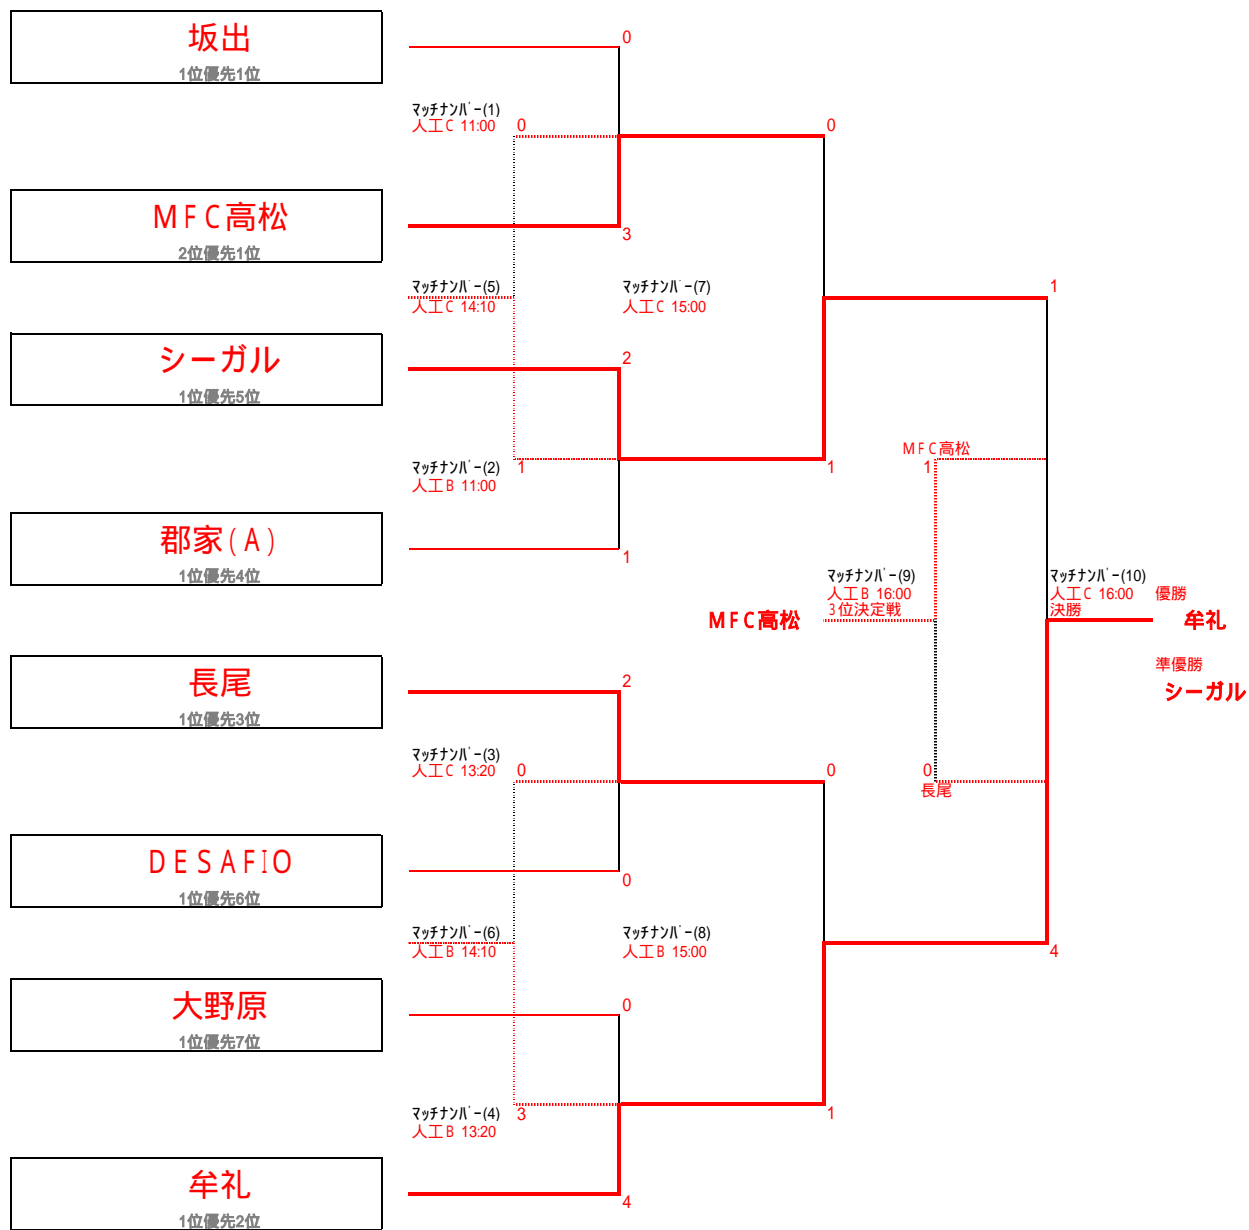 坂出
1位優先1位
0
マッチナンバー(1)
人工C 11:00
0
0
MFC高松
2位優先1位
3
マッチナンバー(5)
人工C 14:10
マッチナンバー(7)
人工C 15:00
1
シーガル
1位優先5位
2
マッチナンバー(2)
人工B 11:00
1
1
MFC高松
1
郡家(A)
1位優先4位
1
マッチナンバー(9)
人工B 16:00
3位決定戦
MFC高松
マッチナンバー(10)
人工C 16:00
決勝
優勝
牟礼
準優勝
シーガル
長尾
1位優先3位
2
マッチナンバー(3)
人工C 13:20
0
0
0
長尾
DESAFIO
1位優先6位
0
マッチナンバー(6)
人工B 14:10
マッチナンバー(8)
人工B 15:00
4
大野原
1位優先7位
0
マッチナンバー(4)
人工B 13:20
3
1
牟礼
1位優先2位
4